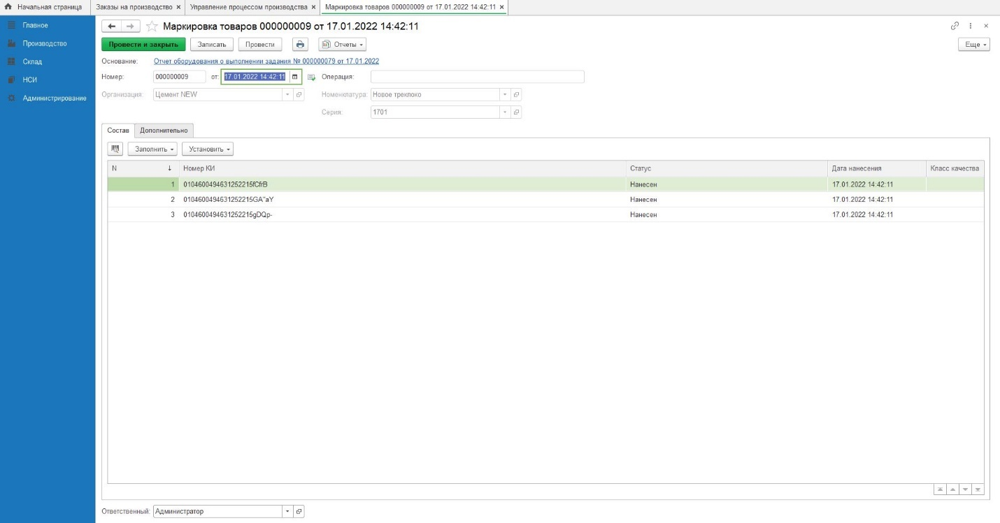 Начальная страница Заказы на производство × Управление процессом производства × Маркировка товаров 000000009 от 17.01.2022 14:42:11 ×
Главное
Производство
Склад
НСИ
Администрирование
Маркировка товаров 000000009 от 17.01.2022 14:42:11
Провести и закрыть Записать Провести Отчеты Еще
Основание: Отчет оборудования о выполнении задания № 000000079 от 17.01.2022
Номер: 000000009 от: 17.01.2022 14:42:11 Операция:
Организация: Цемент NEW Номенклатура: Новое треклоко
Серия: 1701
Состав Дополнительно
Заполнить Установить
N ↓ Номер КИ Статус Дата нанесения Класс качества
1 0104600494631252215fCfrB Нанесен 17.01.2022 14:42:11
2 0104600494631252215GA"aY Нанесен 17.01.2022 14:42:11
3 0104600494631252215gDQp- Нанесен 17.01.2022 14:42:11
Ответственный: Администратор